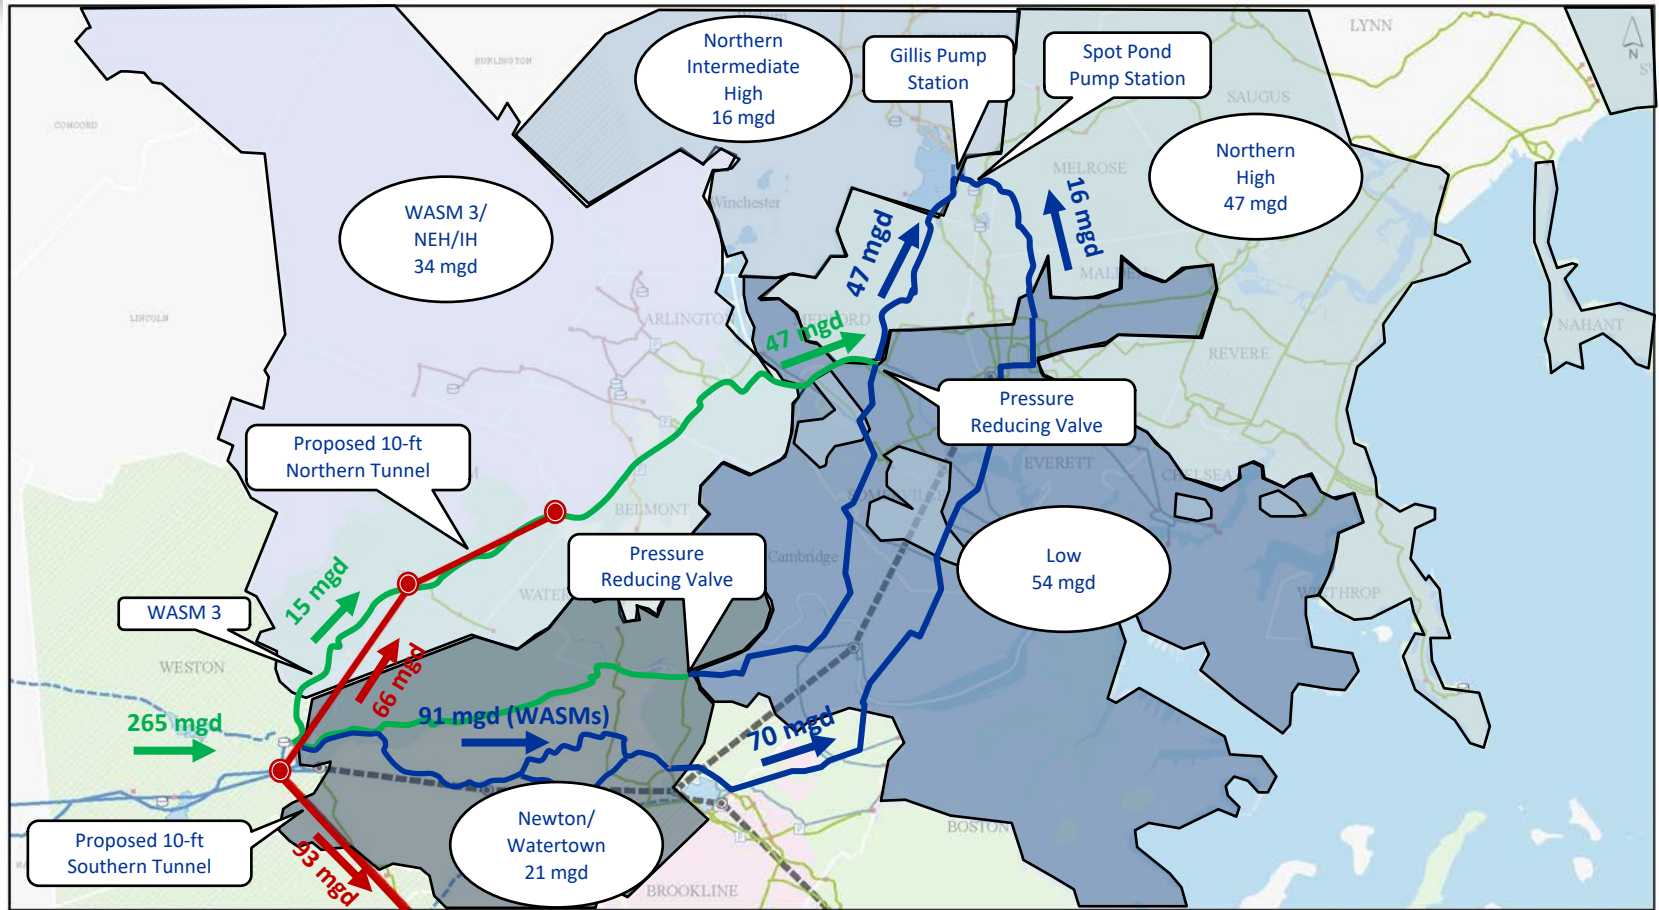 LYNN
Northern
Intermediate
High
16 mgd
Gillis Pump
Station
Spot Pond
Pump Station
N
BURLINGTON
SAUGUS
CONCORD
Northern
High
47 mgd
MELROSE
WASM 3/
NEH/IH
34 mgd
Winchester
16 mgd
47 mgd
LINCOLN
ARLINGTON
47 mgd
NAHANT
REVERE
Pressure
Reducing Valve
Proposed 10-ft
Northern Tunnel
EVERETT
BELMONT
Pressure
Reducing Valve
Cambridge
Low
54 mgd
15 mgd
WASM 3
WESTON
66 mgd
265 mgd
91 mgd (WASMs)
70 mgd
Proposed 10-ft
Southern Tunnel
93 mgd
Newton/
Watertown
21 mgd
BOSTON
BROOKLINE